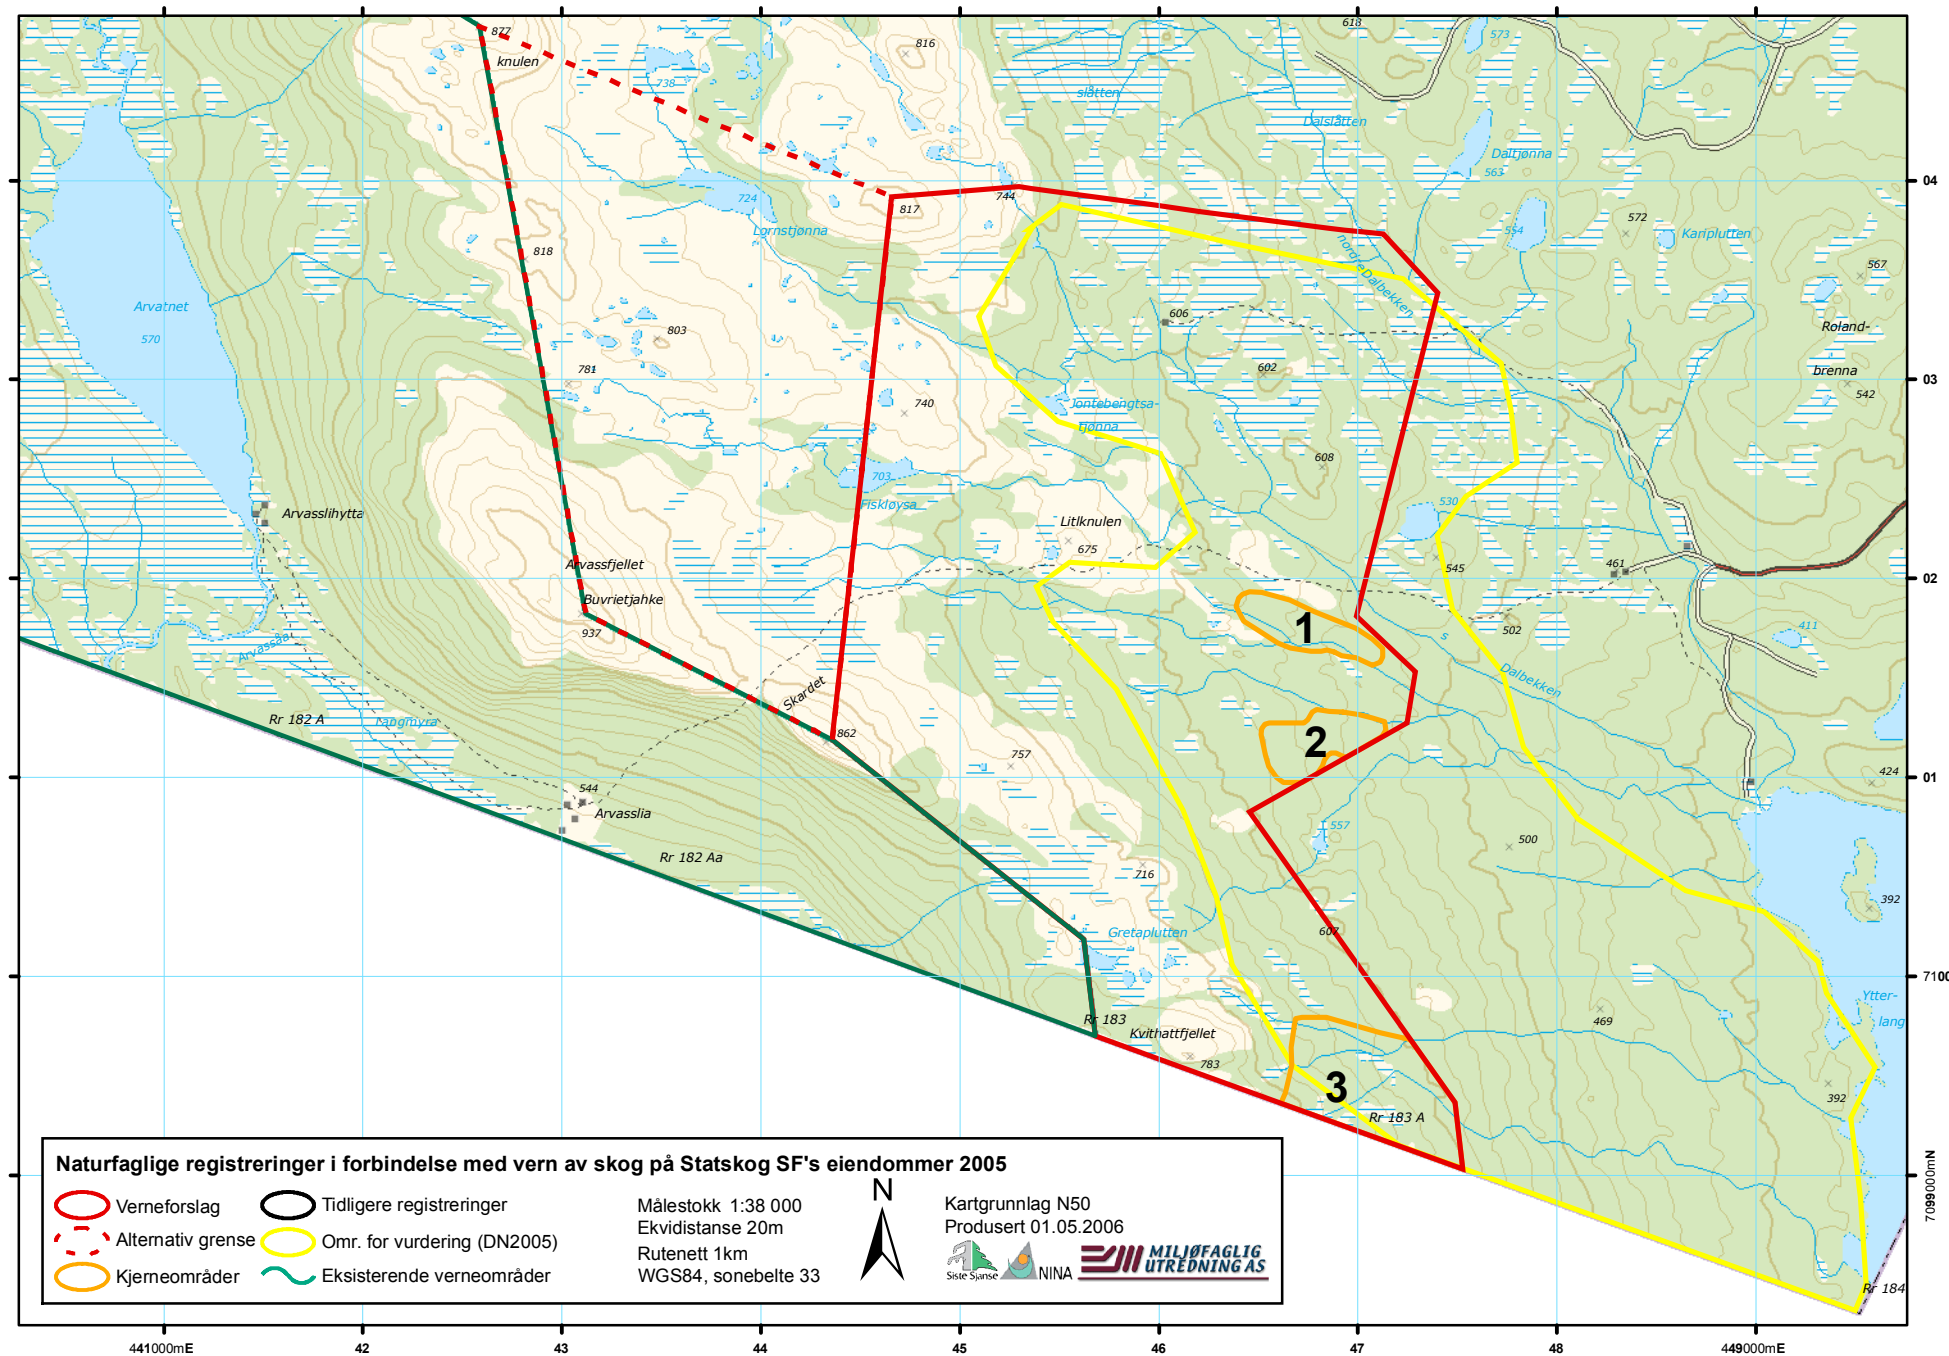 877
knulen
738
816
618
573
slåtten
Dalslåtten
Daltjønna
563
04
724
Lornstjønna
817
744
572
554
Kariplutten
nordre Dalbekken
818
567
Arvatnet
570
803
606
Roland-
brenna
03
781
602
542
740
Jontebengtsa-
tjønna
608
703
Fiskløysa
530
Arvasslihytta
Litlknulen
675
461
545
02
Arvassfjellet
Buvrietjahke
937
1
502
411
Arvassåa
s
Dalbekken
Skardet
Rr 182 A
Langmyra
862
2
757
01
424
544
Arvasslia
557
500
Rr 182 Aa
716
392
607
Gretaplutten
7100
Ytter-
lang
Rr 183
Kvithattfjellet
469
783
3
392
Rr 183 A
7099000mN
Rr 184
Naturfaglige registreringer i forbindelse med vern av skog på Statskog SF's eiendommer 2005
Verneforslag
Alternativ grense
Kjerneområder
Tidligere registreringer
Omr. for vurdering (DN2005)
Eksisterende verneområder
Målestokk 1:38 000
Ekvidistanse 20m
Rutenett 1km
WGS84, sonebelte 33
N
Kartgrunnlag N50
Produsert 01.05.2006
Siste Sjanse
NINA
MILJØFAGLIG
UTREDNING AS
441000mE
42
43
44
45
46
47
48
449000mE